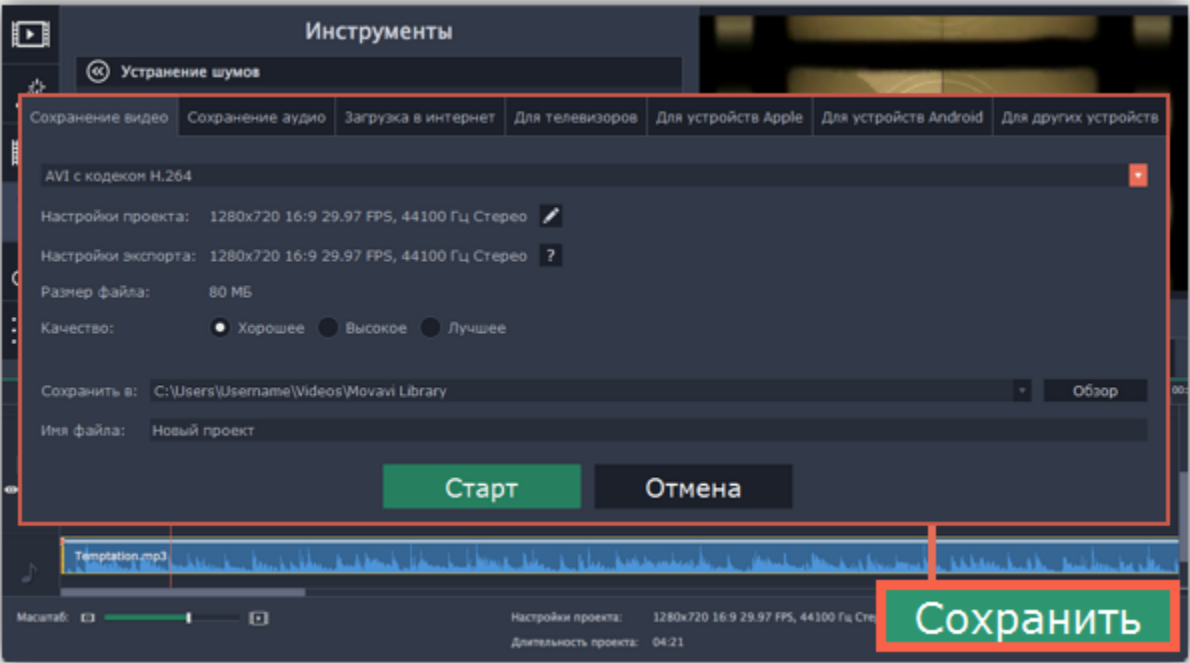 Инструменты
Устранение шумов
Сохранение видео Сохранение аудио Загрузка в интернет Для телевизоров Для устройств Apple Для устройств Android Для других устройств
AVI с кодеком H.264
Настройки проекта: 1280x720 16:9 29.97 FPS, 44100 Гц Стерео
Настройки экспорта: 1280x720 16:9 29.97 FPS, 44100 Гц Стерео ?
Размер файла: 80 МБ
Качество: Хорошее Высокое Лучшее
Сохранить в: C:\Users\Username\Videos\Movavi Library Обзор
00:
Имя файла: Новый проект
Старт Отмена
Temptation.mp3
Масштаб: Настройки проекта: 1280x720 16:9 29.97 FPS, 44100 Гц Сте
Сохранить
Длительность проекта: 04:21